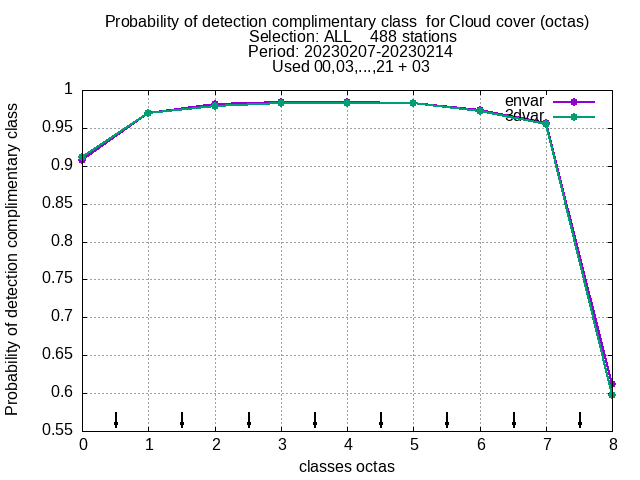 Probability of detection complimentary class  for Cloud cover (octas)
Selection: ALL    488 stations
Period: 20230207-20230214
Used 00,03,...,21 + 03
envar
3dvar
Probability of detection complimentary class
1
0.95
0.9
0.85
0.8
0.75
0.7
0.65
0.6
0.55
0 1 2 3 4 5 6 7 8
classes octas